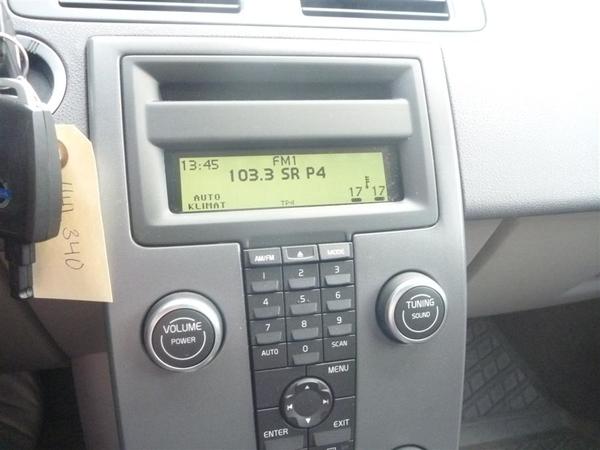 13:45 FM1
103.3 SR P4
AUTO
KLIMAT
TP4
17 17
AM/FM MODE
1 2 3
4 .5 6
7 8 9
AUTO 0 SCAN
MENU
ENTER EXIT
VOLUME
POWER
TUNING
SOUND
340